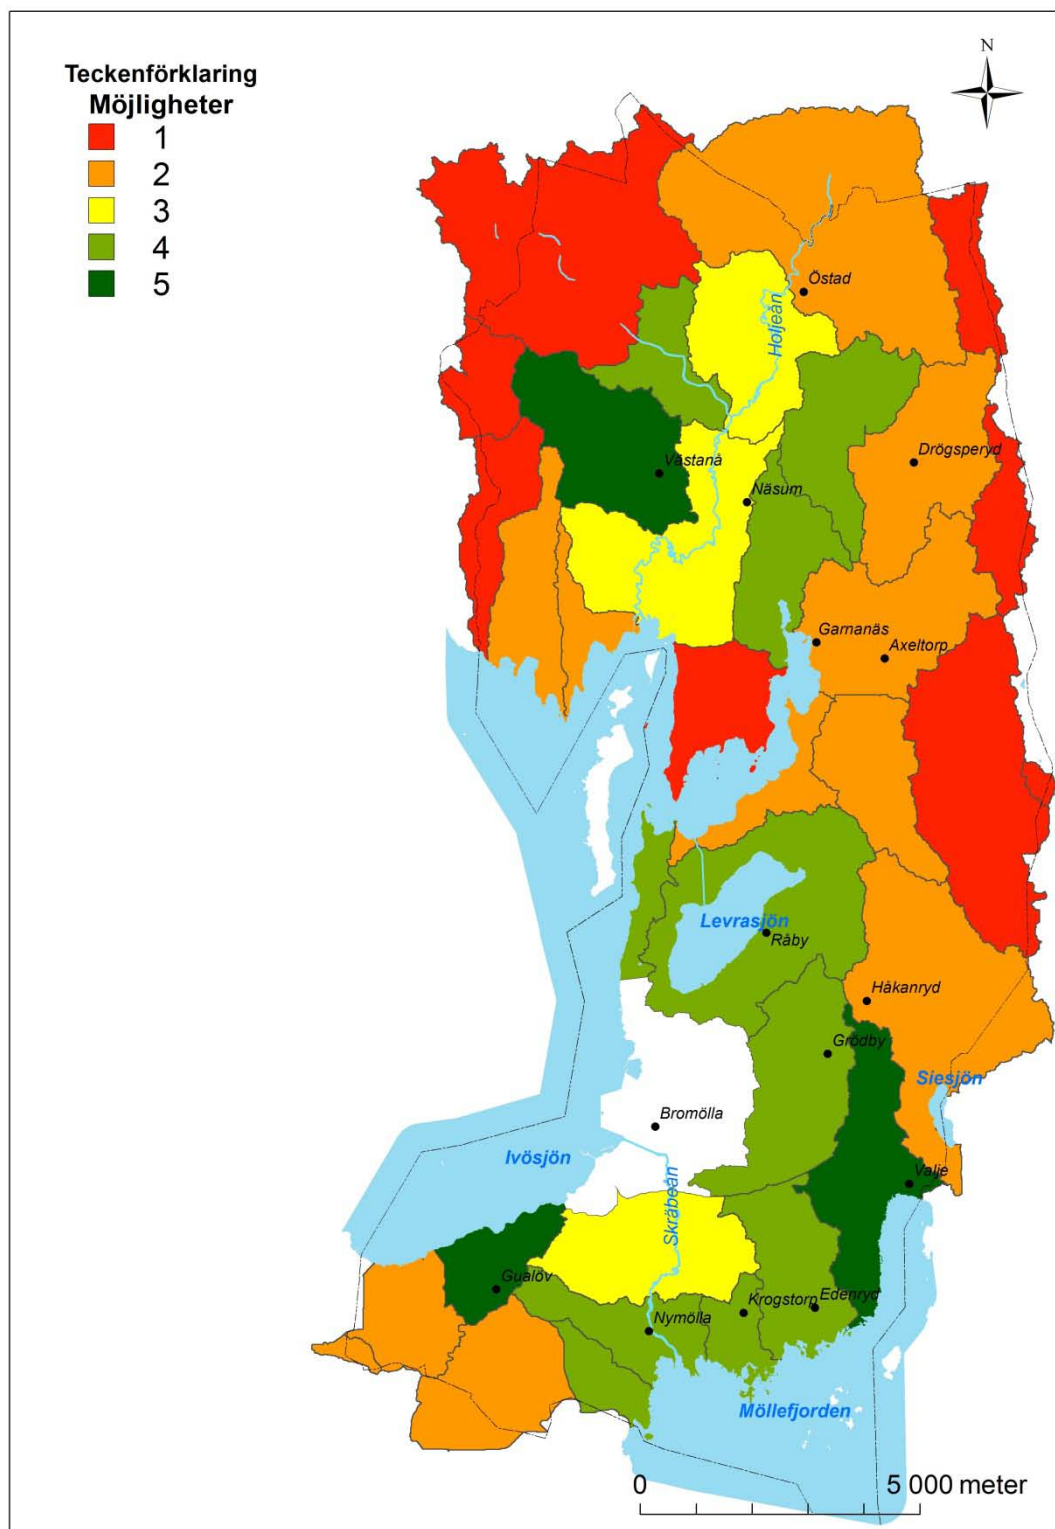 Teckenförklaring
Möjligheter
1
2
3
4
5
N
Östad
Holjeån
Drögsperyd
Västanå
Näsum
Garnanäs
Axeltorp
Levrasjön
Råby
Håkanryd
Grödby
Siesjön
Bromölla
Ivösjön
Valje
Skräbeån
Gualöv
Krogstorp
Edenryd
Nymölla
Möllefjorden
0 5 000 meter